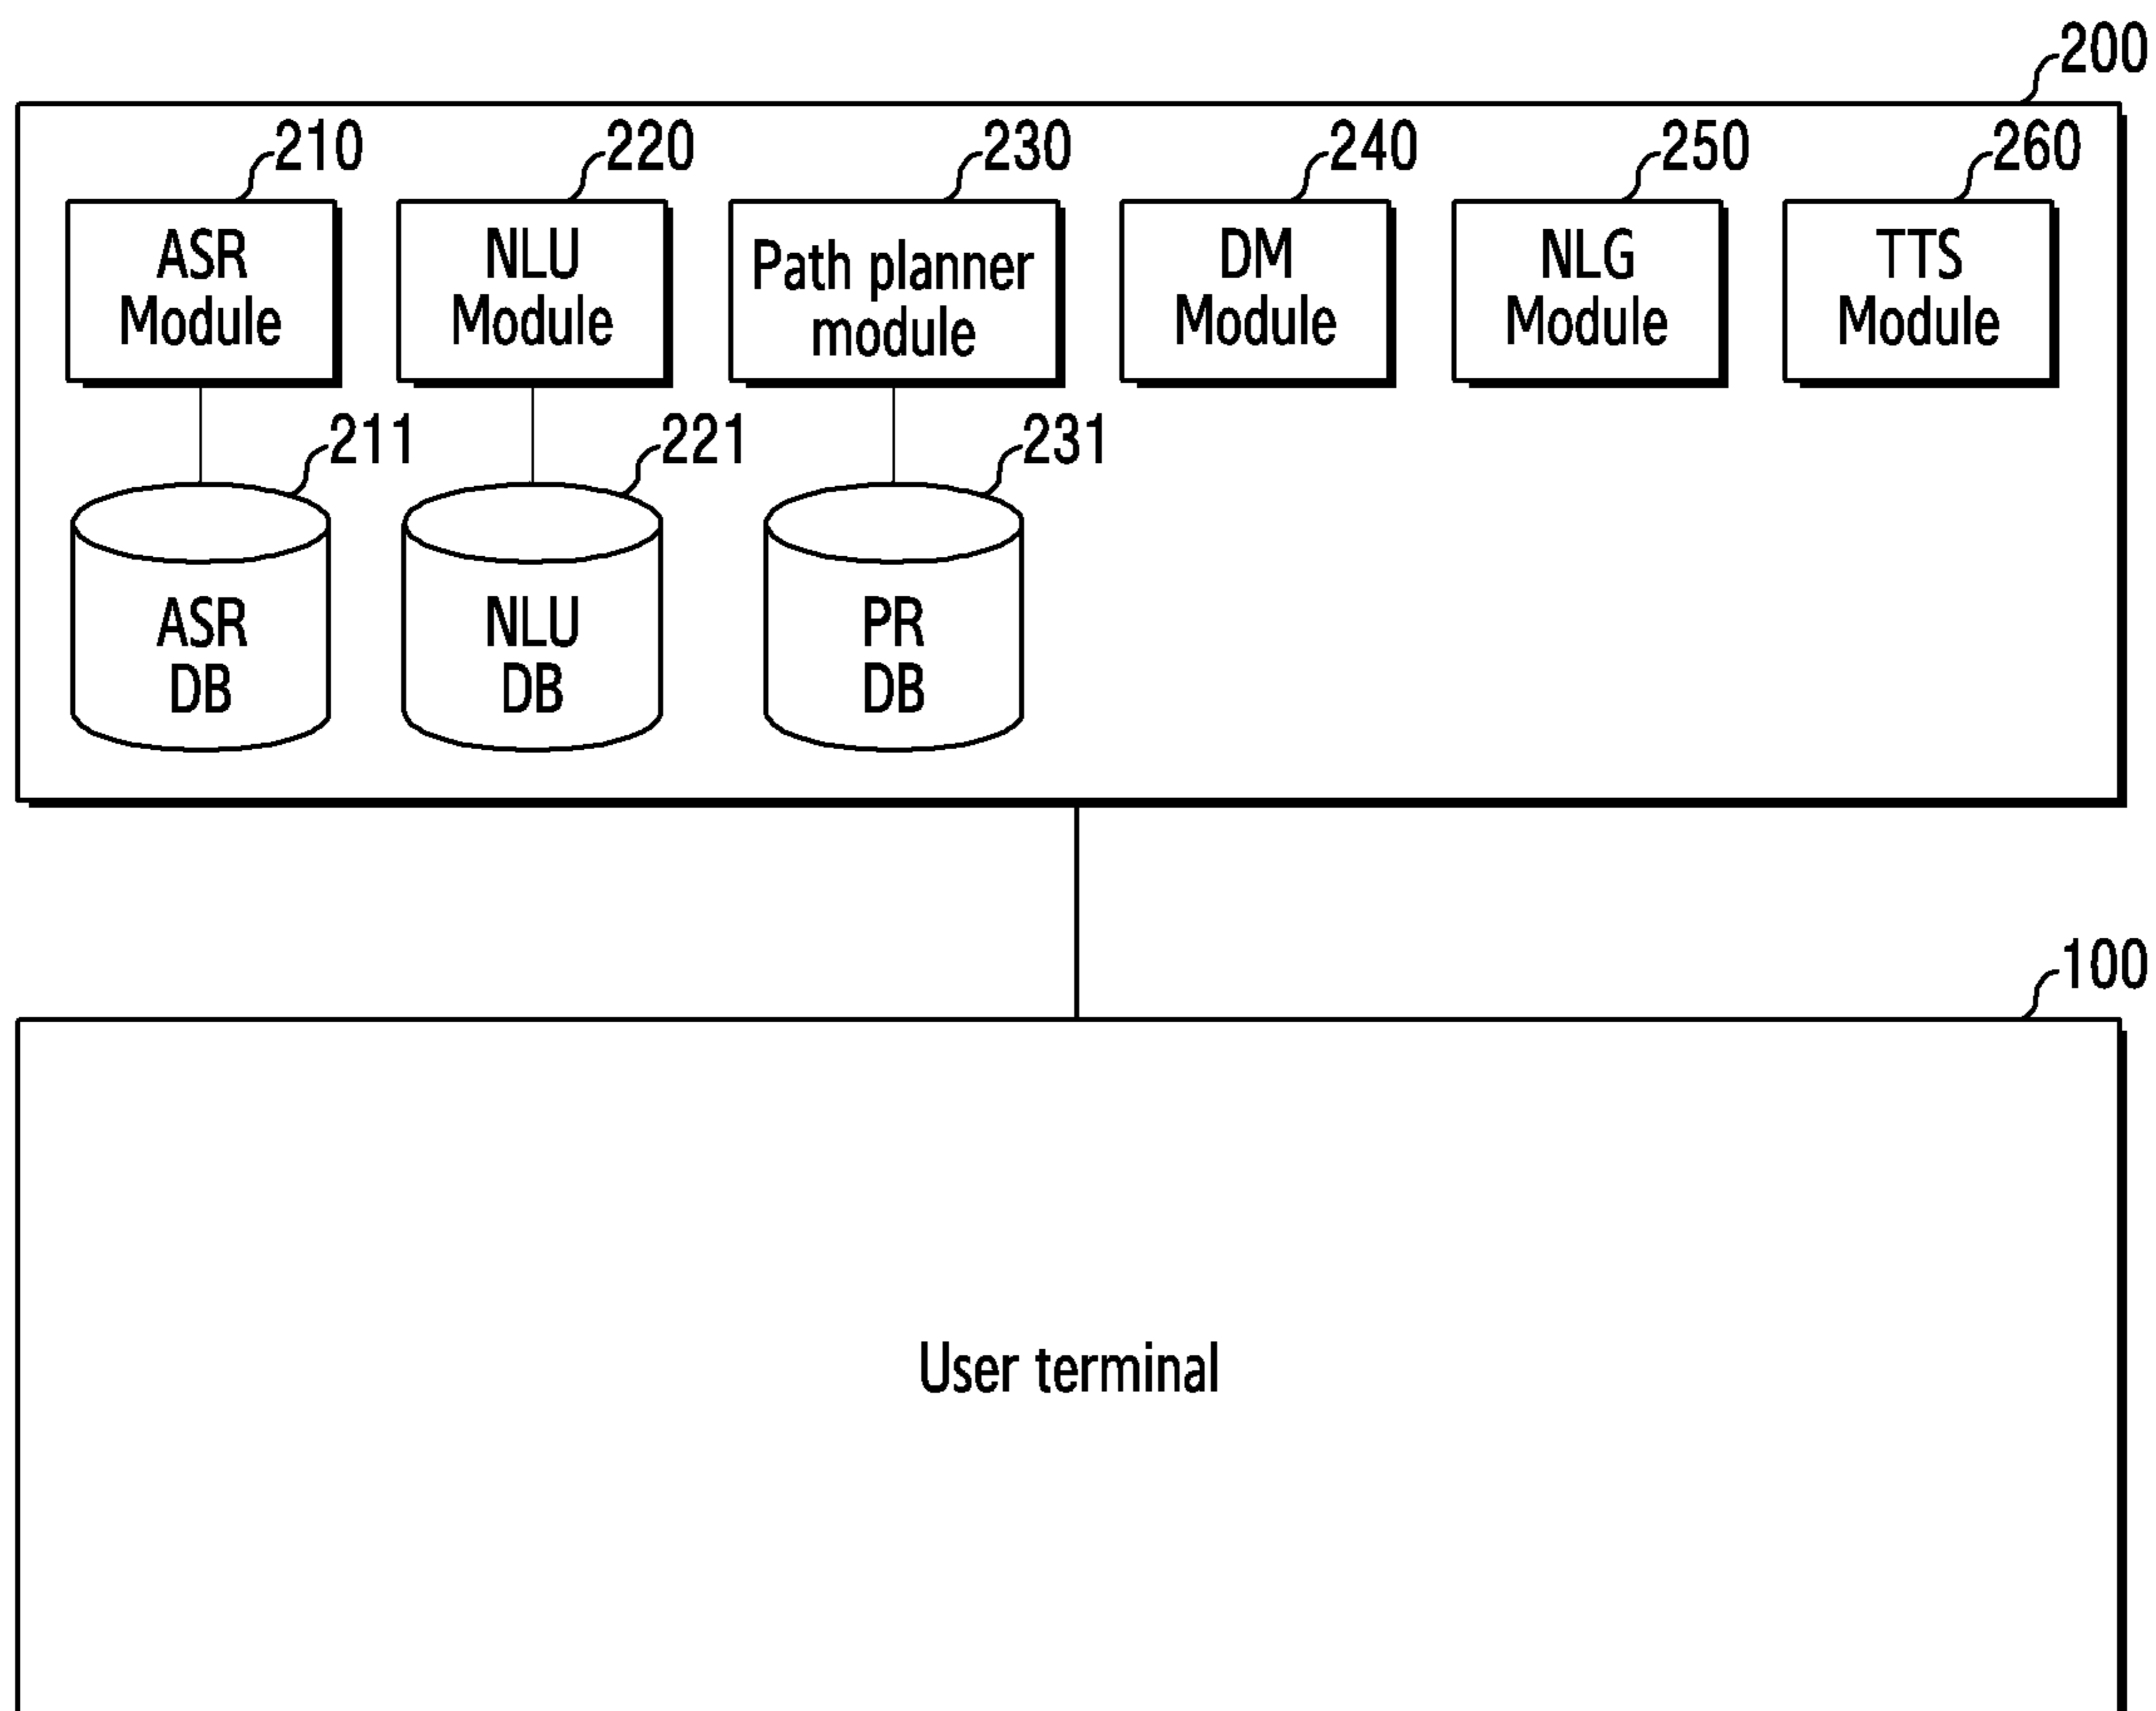 200
210
220
230
240
250
260
ASR
Module
NLU
Module
Path planner
module
DM
Module
NLG
Module
TTS
Module
211
221
231
ASR
DB
NLU
DB
PR
DB
100
User terminal